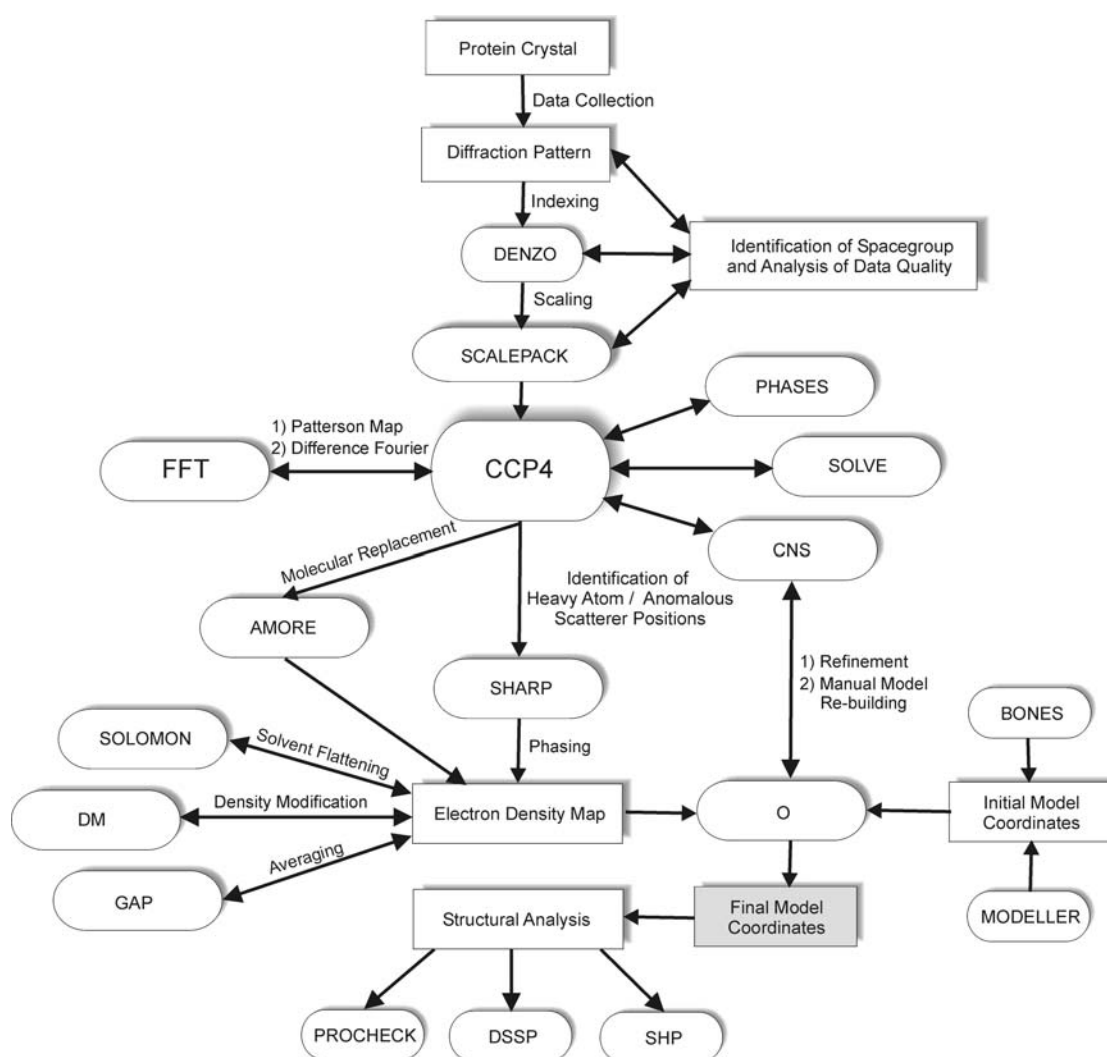 Protein Crystal
Data Collection
Diffraction Pattern
Indexing
DENZO
Identification of Spacegroup
and Analysis of Data Quality
Scaling
SCALEPACK
PHASES
1) Patterson Map
2) Difference Fourier
FFT
CCP4
SOLVE
CNS
Molecular Replacement
Identification of
Heavy Atom / Anomalous
Scatterer Positions
AMORE
SHARP
1) Refinement
2) Manual Model
Re-building
BONES
SOLOMON
Solvent Flattening
Phasing
DM
Density Modification
Electron Density Map
O
Initial Model
Coordinates
Averaging
GAP
Structural Analysis
Final Model
Coordinates
MODELLER
PROCHECK
DSSP
SHP